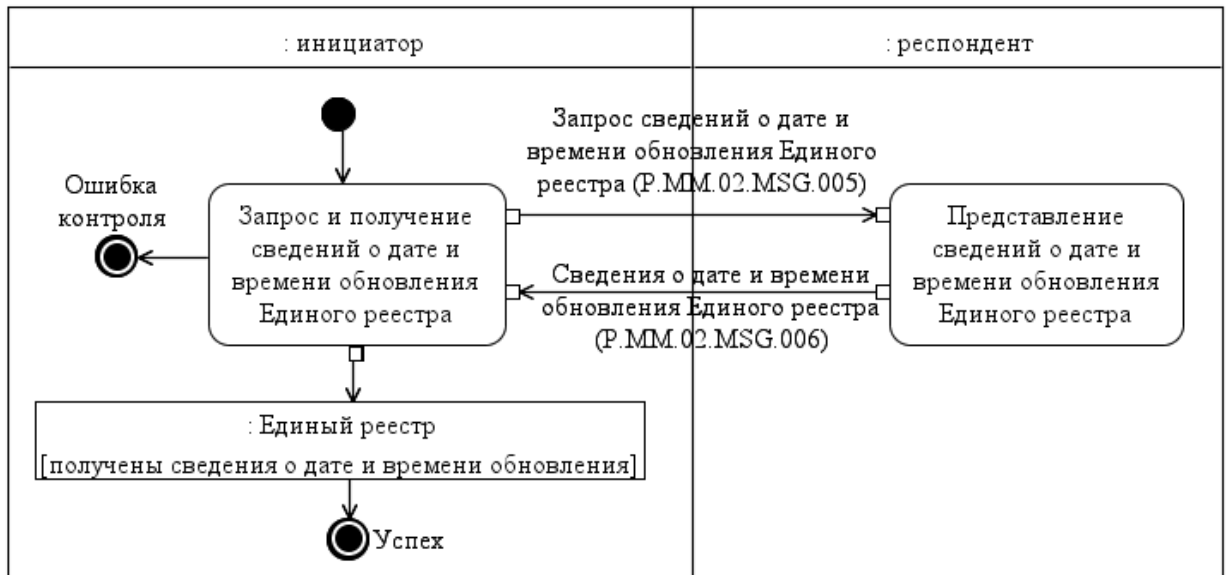 : инициатор
: респондент
Запрос сведений о дате и
времени обновления Единого
реестра (P.MM.02.MSG.005)
Ошибка
контроля
Запрос и получение
сведений о дате и
времени обновления
Единого реестра
Представление
сведений о дате и
времени обновления
Единого реестра
Сведения о дате и времени
обновления Единого реестра
(P.MM.02.MSG.006)
: Единый реестр
[получены сведения о дате и времени обновления]
Успех